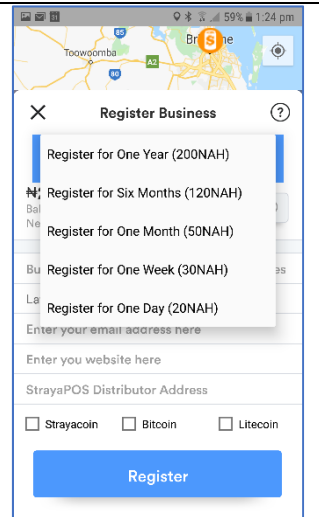 59% 1:24 pm
85
Toowoomba
A2
85
Register Business
?
Register for One Year (200NAH)
Register for Six Months (120NAH)
Register for One Month (50NAH)
Register for One Week (30NAH)
Register for One Day (20NAH)
Enter your email address here
Enter you website here
StrayaPOS Distributor Address
Strayacoin Bitcoin Litecoin
Register